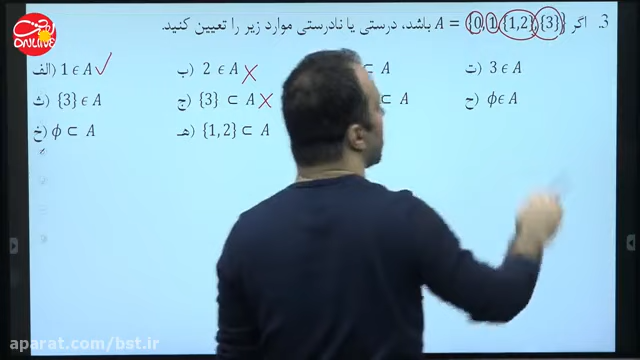 3. اگر A = {0, 1, {1,2}, {3}} باشد، درستی یا نادرستی موارد زیر را تعیین کنید.
الف) 1 ϵ A ✓ ب) 2 ϵ A ✗ ⊂ A ت) 3 ϵ A
ث) {3} ϵ A ج) {3} ⊂ A ✗ ⊂ A ح) ϕ ϵ A
خ) ϕ ⊂ A هـ) {1,2} ⊂ A
ONLIIVE
aparat.com/bst.ir